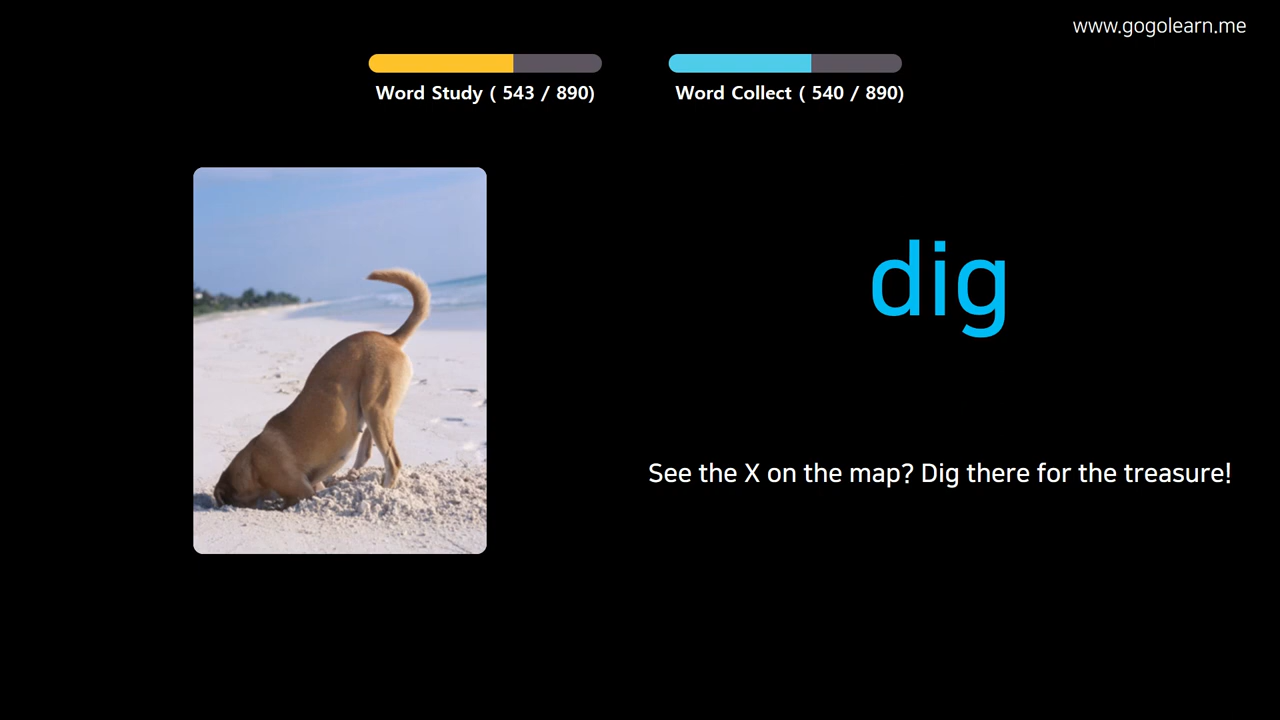 www.gogolearn.me
Word Study ( 543 / 890)
Word Collect ( 540 / 890)
dig
See the X on the map? Dig there for the treasure!